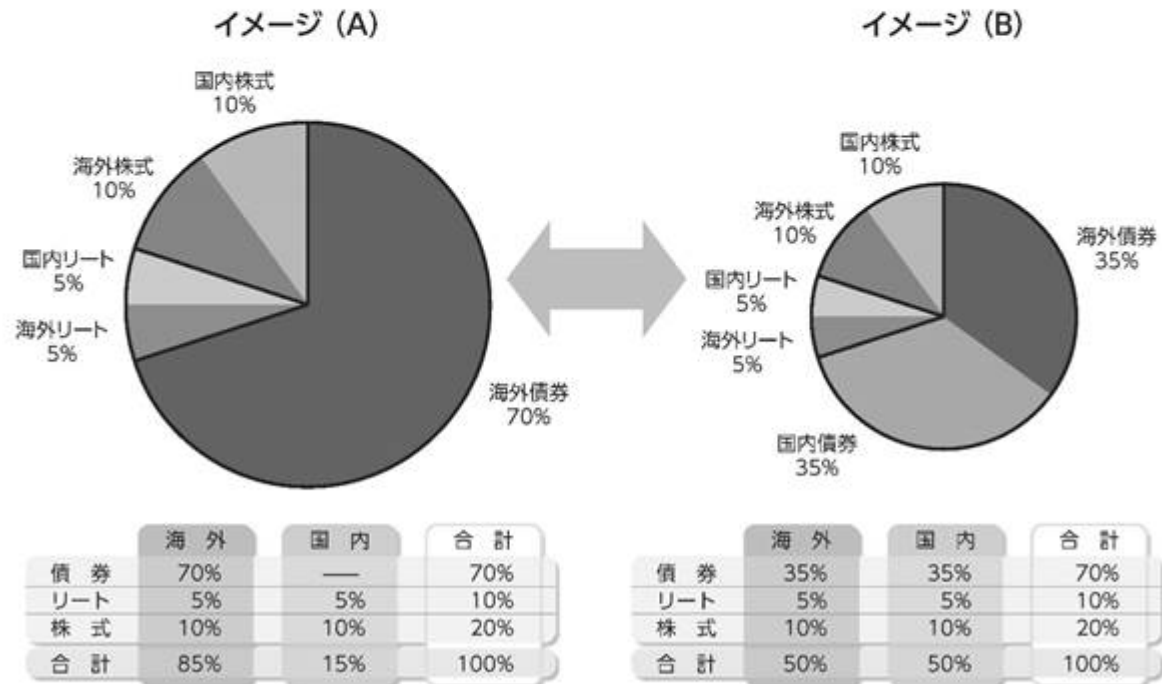 イメージ（A）
国内株式
10%
海外株式
10%
国内リート
5%
海外リート
5%
海外債券
70%
海 外 国 内 合 計
債 券 70% ― 70%
リート 5% 5% 10%
株 式 10% 10% 20%
合 計 85% 15% 100%
イメージ（B）
国内株式
10%
海外株式
10%
国内リート
5%
海外リート
5%
海外債券
35%
国内債券
35%
海 外 国 内 合 計
債 券 35% 35% 70%
リート 5% 5% 10%
株 式 10% 10% 20%
合 計 50% 50% 100%